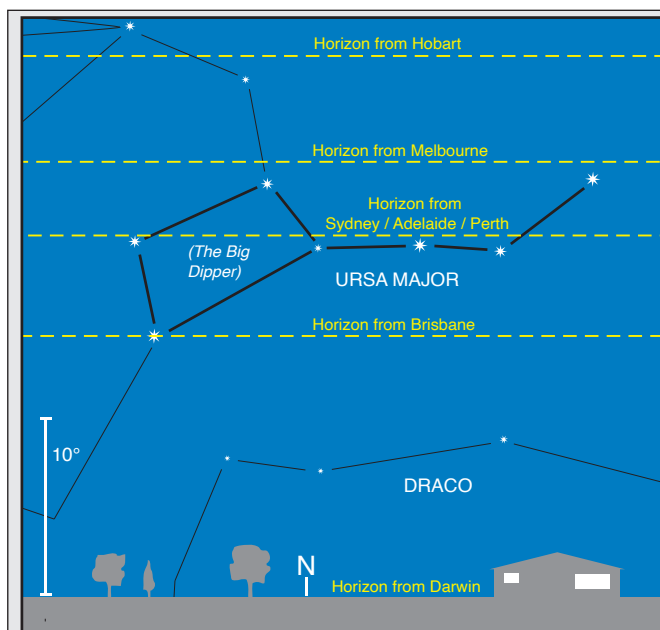 Horizon from Hobart
Horizon from Melbourne
Horizon from
Sydney / Adelaide / Perth
(The Big
Dipper)
URSA MAJOR
Horizon from Brisbane
10°
DRACO
N
Horizon from Darwin